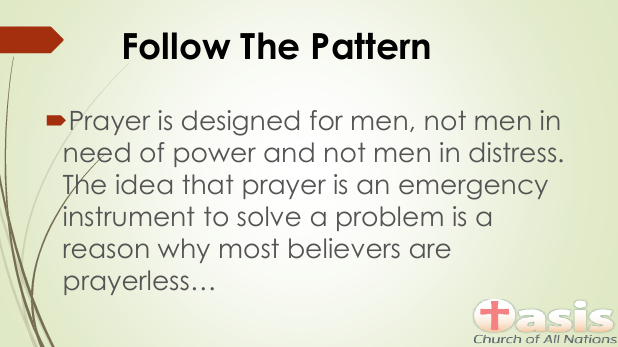 Follow The Pattern
Prayer is designed for men, not men in
need of power and not men in distress.
The idea that prayer is an emergency
instrument to solve a problem is a
reason why most believers are
prayerless…
Oasis
Church of All Nations